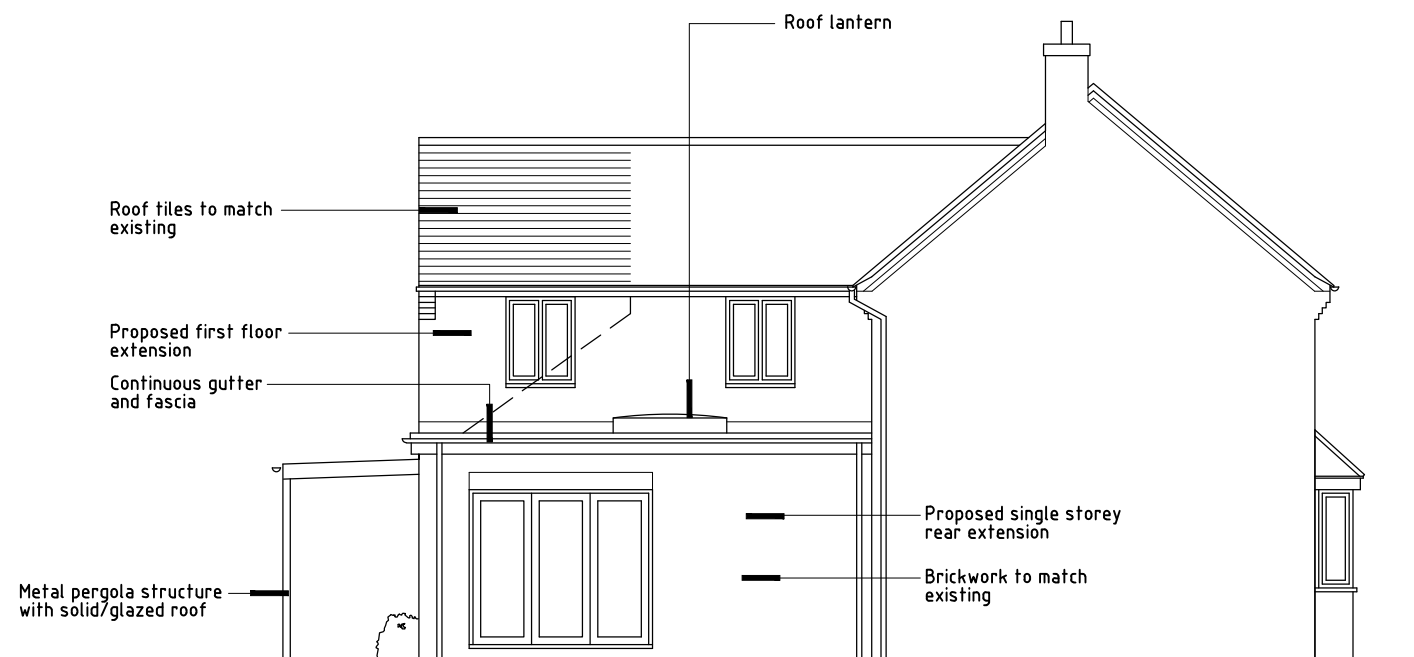 Roof lantern
Roof tiles to match
existing
Proposed first floor
extension
Continuous gutter
and fascia
Proposed single storey
rear extension
Brickwork to match
existing
Metal pergola structure
with solid/glazed roof